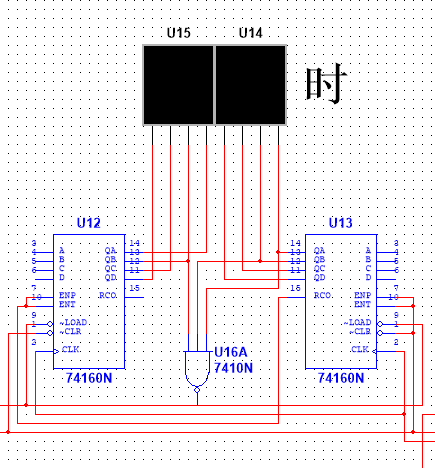 U15 U14
时
U12 U13
3 A QA 14 14 QA A 3
4 B QB 13 13 QB B 4
5 C QC 12 12 QC C 5
6 D QD 11 11 QD D 6
7 ENP RCO 15 15 RCO ENP 7
10 ENT ENT 10
9 ~LOAD ~LOAD 9
1 ~CLR ~CLR 1
2 CLK CLK 2
U16A
7410N
74160N 74160N